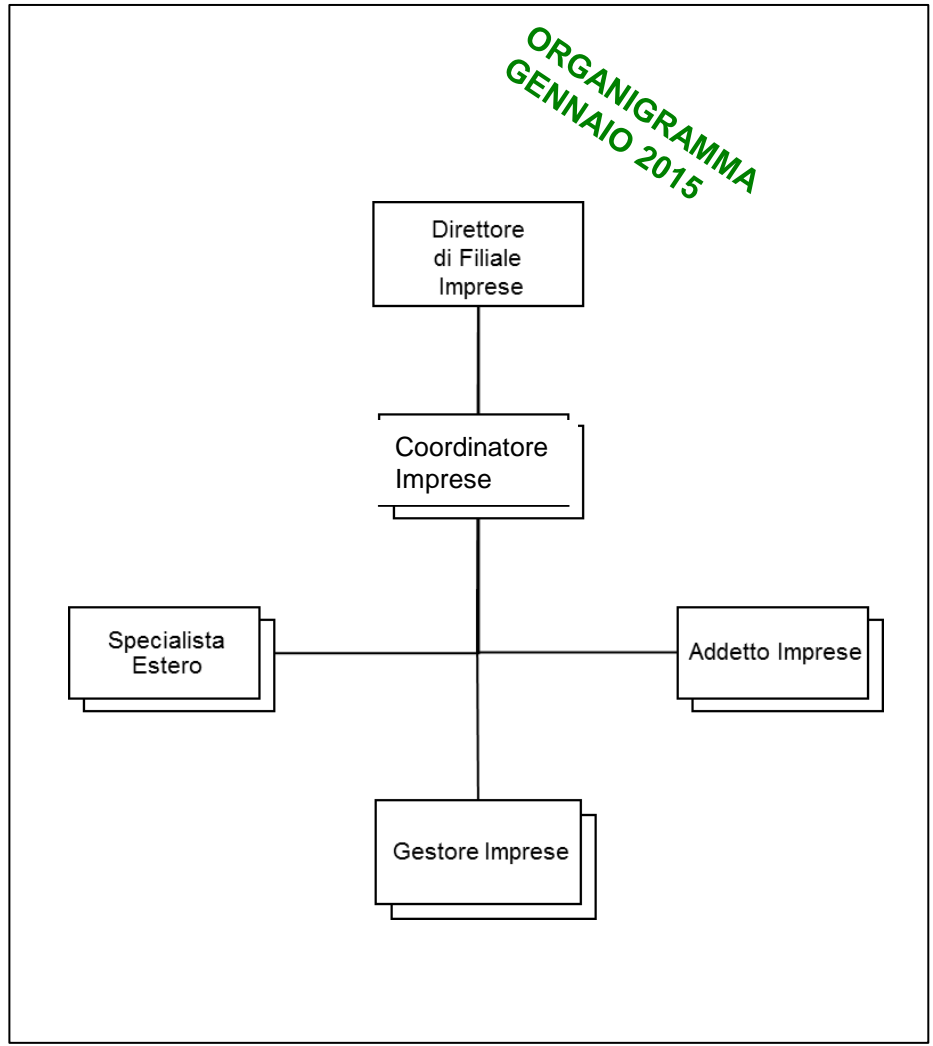 ORGANIGRAMMA
GENNAIO 2015
Direttore
di Filiale
Imprese
Coordinatore
Imprese
Specialista
Estero
Addetto Imprese
Gestore Imprese